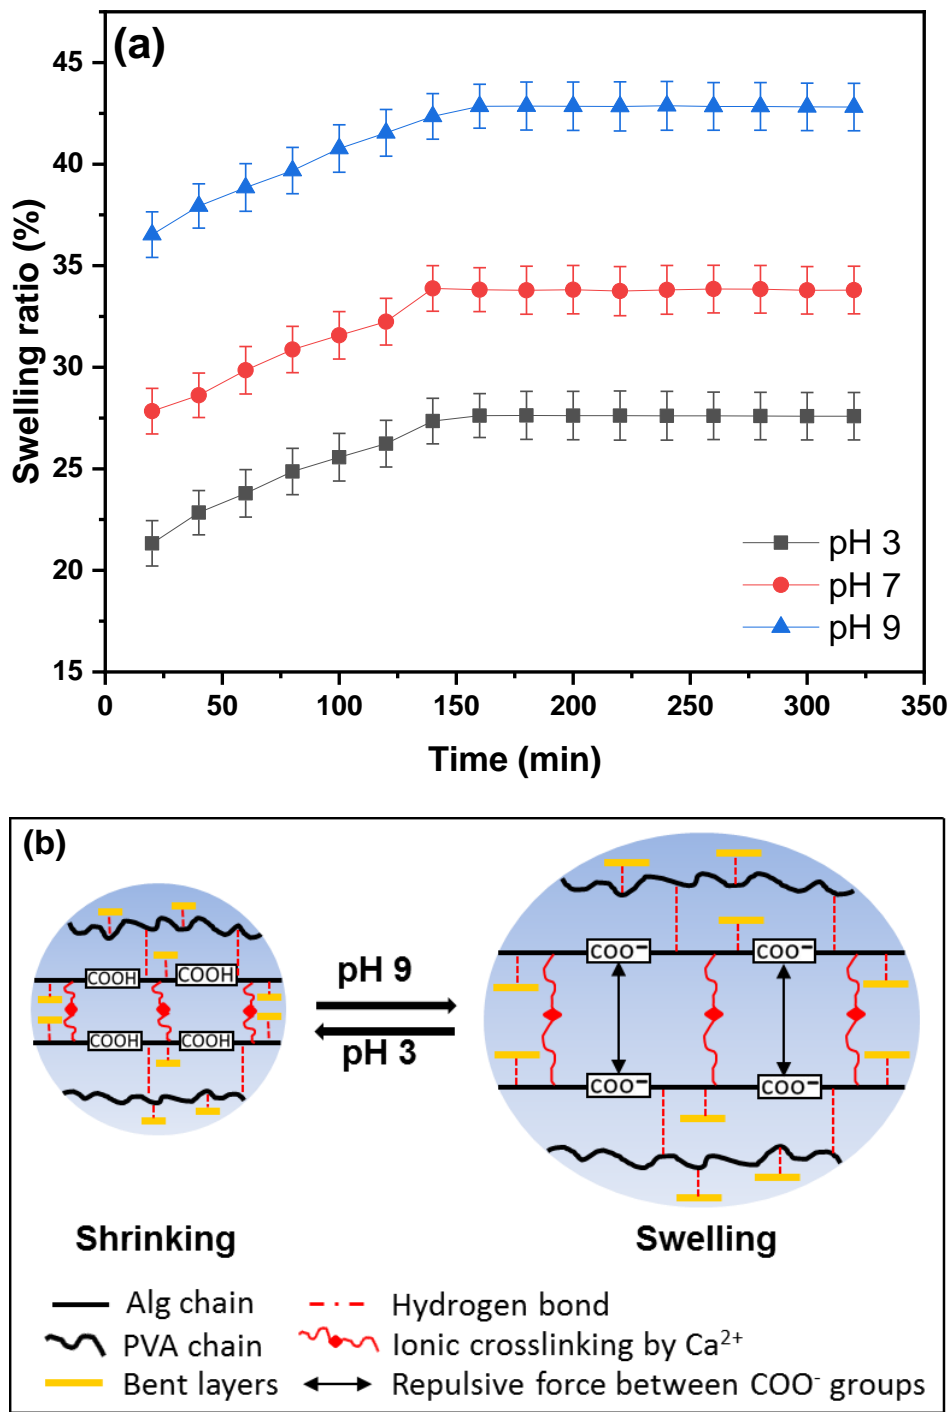 (a)
45
40
35
30
25
20
15
Swelling ratio (%)
pH 3
pH 7
pH 9
0 50 100 150 200 250 300 350
Time (min)
(b)
COOH COOH
COOH COOH
pH 9
pH 3
COO⁻ COO⁻
COO⁻ COO⁻
Shrinking Swelling
Alg chain Hydrogen bond
PVA chain Ionic crosslinking by Ca²⁺
Bent layers Repulsive force between COO⁻ groups